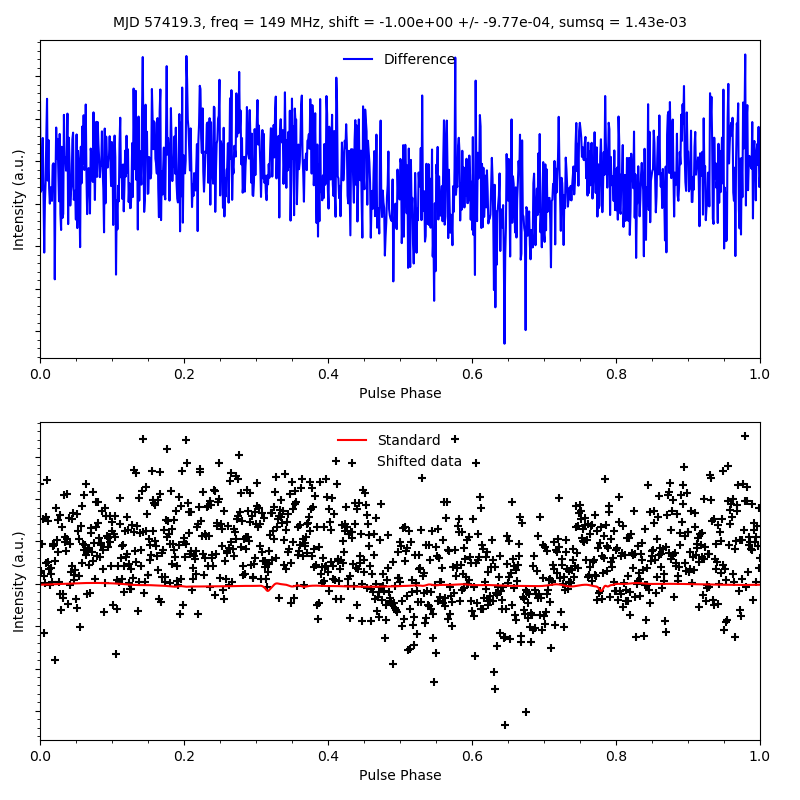 MJD 57419.3, freq = 149 MHz, shift = -1.00e+00 +/- -9.77e-04, sumsq = 1.43e-03
Difference
Intensity (a.u.)
0.0 0.2 0.4 0.6 0.8 1.0
Pulse Phase
Standard
Shifted data
Intensity (a.u.)
0.0 0.2 0.4 0.6 0.8 1.0
Pulse Phase